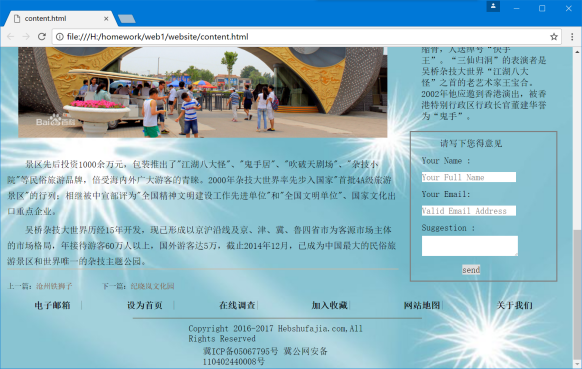 content.html
file:///H:/homework/web1/website/content.html
王”。“三仙归洞”的表演者是
吴桥杂技大世界“江湖八大
怪”之首的老艺术家王宝合。
2002年他应邀到香港演出，被香
港特别行政区行政长官董建华誉
为“鬼手”。
Baidu百科
景区先后投资1000余万元，包装推出了"江湖八大怪"、"鬼手居"、"吹破天剧场"、"杂技小
院"等民俗旅游品牌，倍受海内外广大游客的青睐。2000年杂技大世界率先步入国家"首批4A级旅游
景区"的行列；相继被中宣部评为"全国精神文明建设工作先进单位"和"全国文明单位"、国家文化出
口重点企业。
吴桥杂技大世界历经15年开发，现已形成以京沪沿线及京、津、冀、鲁四省市为客源市场主体
的市场格局，年接待游客60万人以上，国外游客达5万，截止2014年12月，已成为中国最大的民俗旅
游景区和世界唯一的杂技主题公园。
上一篇：沧州铁狮子 下一篇：纪晓岚文化园
请写下您得意见
Your Name :
Your Full Name
Your Email:
Valid Email Address
Suggestion :
send
电子邮箱| 设为首页| 在线调查| 加入收藏| 网站地图| 关于我们
Copyright 2016-2017 Hebshufajia.com,All
Rights Reserved
冀ICP备05067795号 冀公网安备
110402440008号